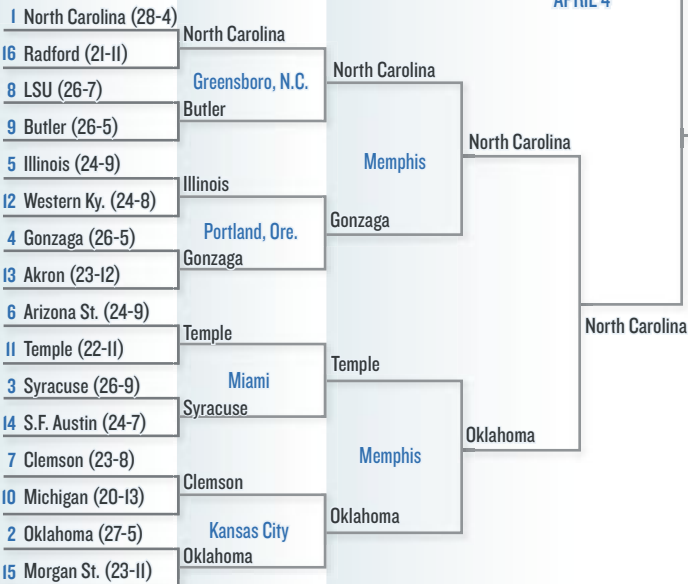 APRIL 4
1 North Carolina (28-4)
16 Radford (21-11)
8 LSU (26-7)
9 Butler (26-5)
5 Illinois (24-9)
12 Western Ky. (24-8)
4 Gonzaga (26-5)
13 Akron (23-12)
6 Arizona St. (24-9)
11 Temple (22-11)
3 Syracuse (26-9)
14 S.F. Austin (24-7)
7 Clemson (23-8)
10 Michigan (20-13)
2 Oklahoma (27-5)
15 Morgan St. (23-11)
North Carolina
Greensboro, N.C.
Butler
Illinois
Portland, Ore.
Gonzaga
Temple
Miami
Syracuse
Clemson
Kansas City
Oklahoma
North Carolina
Memphis
Gonzaga
Temple
Memphis
Oklahoma
North Carolina
Oklahoma
North Carolina